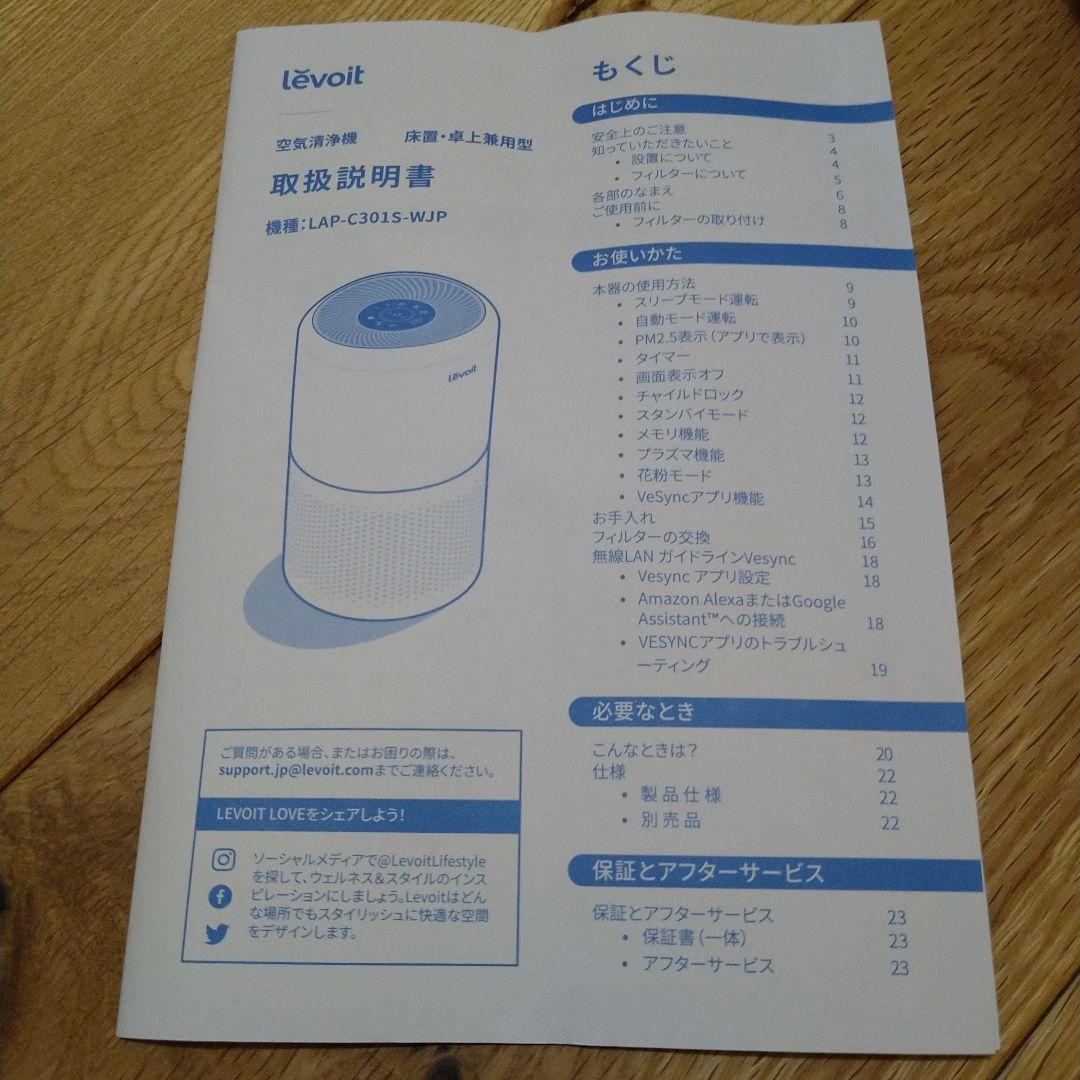 levoit
空気清浄機 床置・卓上兼用型
取扱説明書
機種：LAP-C301S-WJP
levoit
ご質問がある場合、またはお困りの際は、
support.jp@levoit.comまでご連絡ください。
LEVOIT LOVEをシェアしよう！
ソーシャルメディアで@LevoitLifestyle
を探して、ウェルネス＆スタイルのインス
ピレーションにしましょう。Levoitはどん
な場所でもスタイリッシュに快適な空間
をデザインします。
もくじ
はじめに
安全上のご注意 3
知っていただきたいこと 4
• 設置について 4
• フィルターについて 5
各部のなまえ 6
ご使用前に 8
• フィルターの取り付け 8
お使いかた
本器の使用方法 9
• スリープモード運転 9
• 自動モード運転 10
• PM2.5表示（アプリで表示） 10
• タイマー 11
• 画面表示オフ 11
• チャイルドロック 12
• スタンバイモード 12
• メモリ機能 12
• プラズマ機能 13
• 花粉モード 13
• VeSyncアプリ機能 14
お手入れ 15
フィルターの交換 16
無線LAN ガイドラインVesync 18
• Vesync アプリ設定 18
• Amazon AlexaまたはGoogle
Assistant™への接続 18
• VESYNCアプリのトラブルシュ
ーティング 19
必要なとき
こんなときは？ 20
仕様 22
• 製品仕様 22
• 別売品 22
保証とアフターサービス
保証とアフターサービス 23
• 保証書（一体） 23
• アフターサービス 23